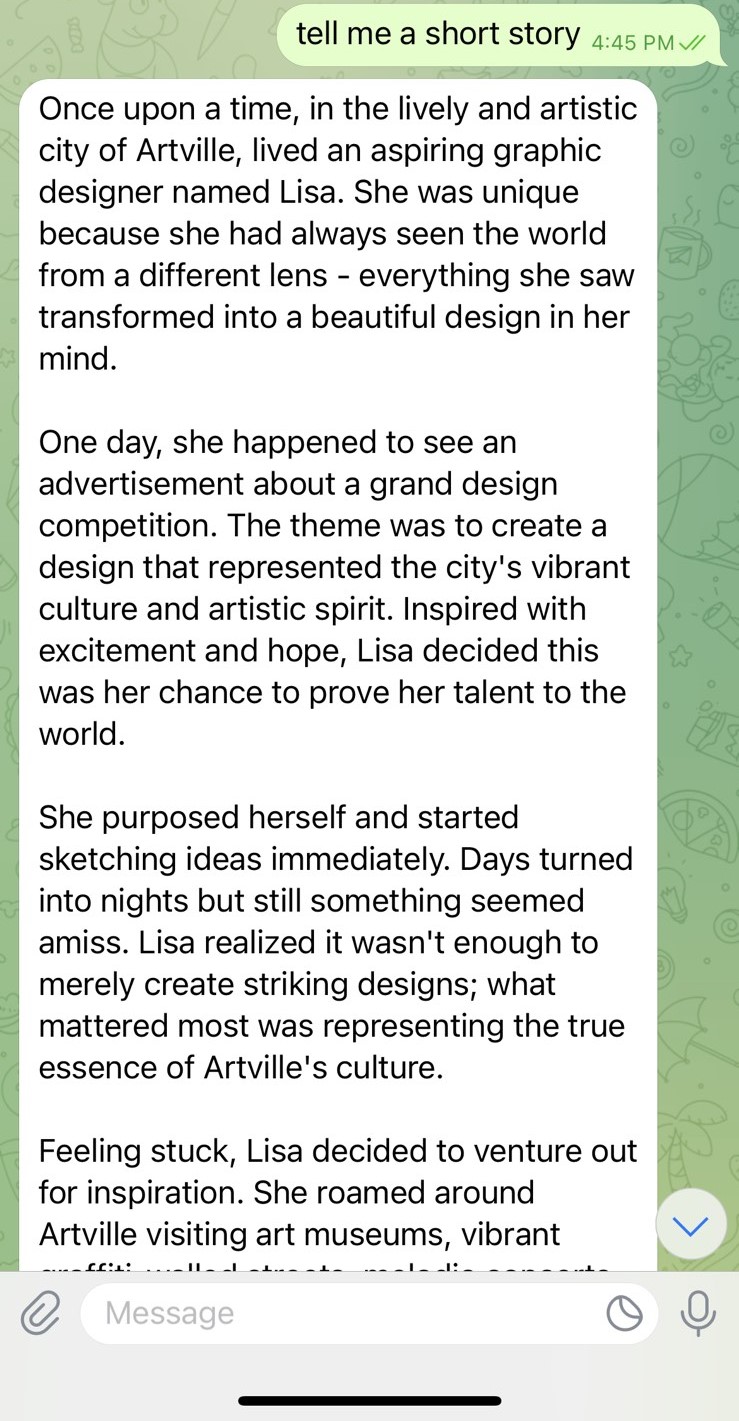 tell me a short story 4:45 PM
Once upon a time, in the lively and artistic
city of Artville, lived an aspiring graphic
designer named Lisa. She was unique
because she had always seen the world
from a different lens - everything she saw
transformed into a beautiful design in her
mind.
One day, she happened to see an
advertisement about a grand design
competition. The theme was to create a
design that represented the city's vibrant
culture and artistic spirit. Inspired with
excitement and hope, Lisa decided this
was her chance to prove her talent to the
world.
She purposed herself and started
sketching ideas immediately. Days turned
into nights but still something seemed
amiss. Lisa realized it wasn't enough to
merely create striking designs; what
mattered most was representing the true
essence of Artville's culture.
Feeling stuck, Lisa decided to venture out
for inspiration. She roamed around
Artville visiting art museums, vibrant
Message